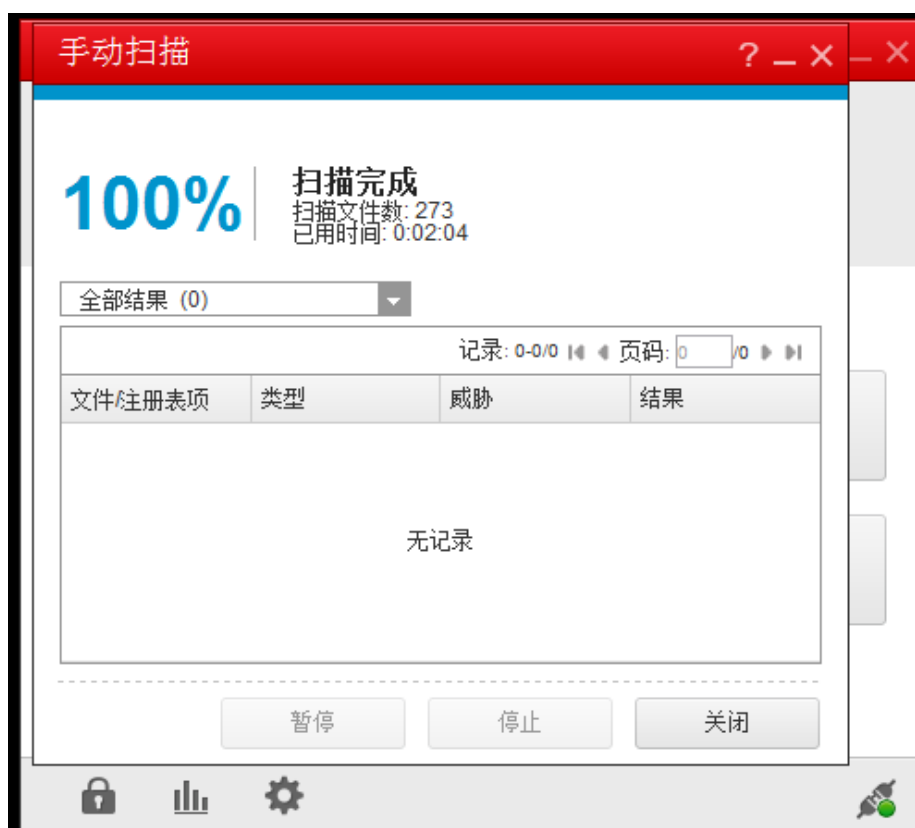 手动扫描
?
100%
扫描完成
扫描文件数: 273
已用时间: 0:02:04
全部结果 (0)
记录: 0-0/0 页码: 0 /0
文件/注册表项 类型 威胁 结果
无记录
暂停 停止 关闭